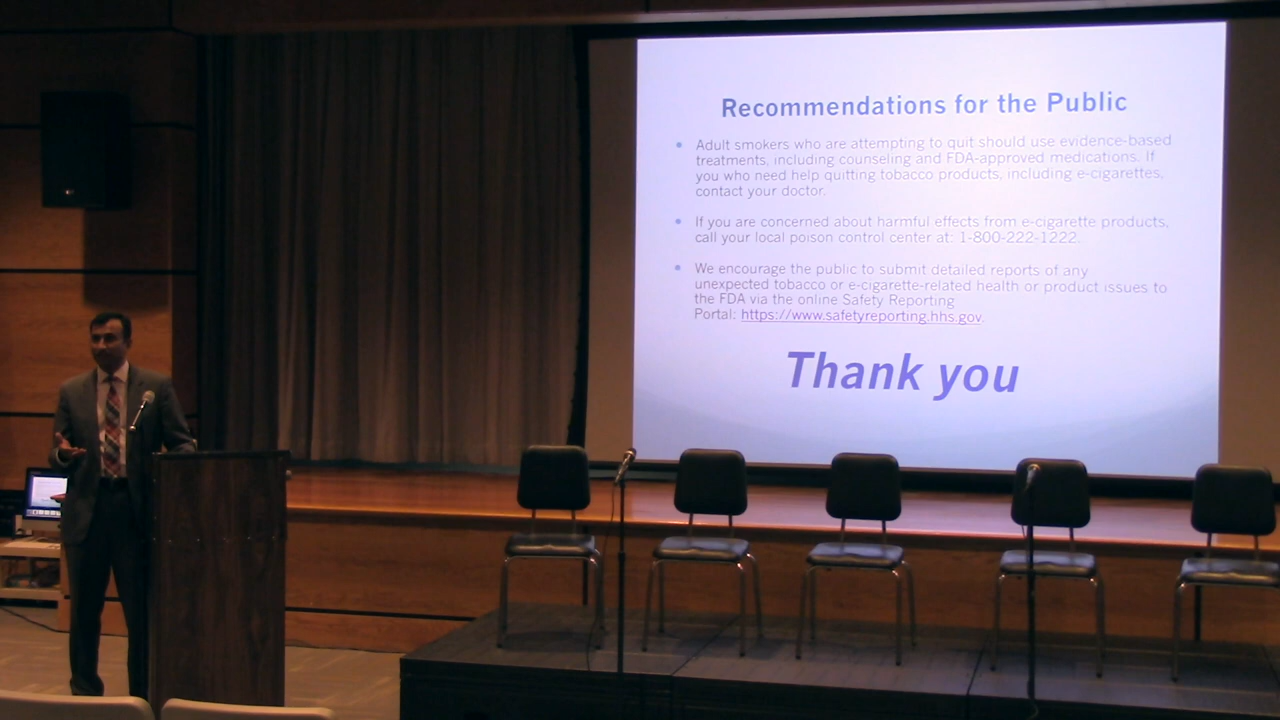 Recommendations for the Public
• Adult smokers who are attempting to quit should use evidence-based
treatments, including counseling and FDA-approved medications. If
you who need help quitting tobacco products, including e-cigarettes,
contact your doctor.
• If you are concerned about harmful effects from e-cigarette products,
call your local poison control center at: 1-800-222-1222.
• We encourage the public to submit detailed reports of any
unexpected tobacco or e-cigarette-related health or product issues to
the FDA via the online Safety Reporting
Portal: https://www.safetyreporting.hhs.gov.
Thank you